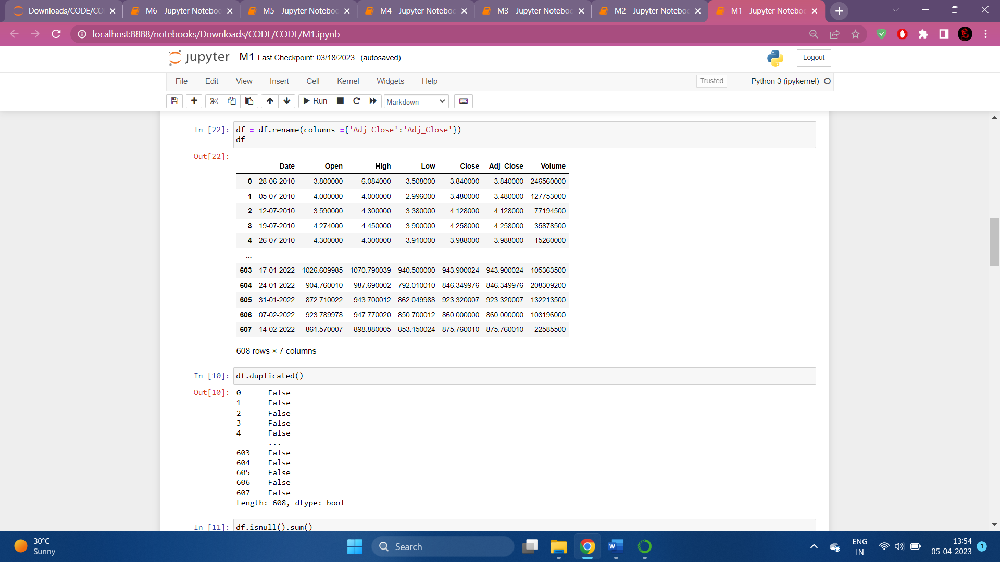 Downloads/CODE/CO
M6 - Jupyter Noteboo
M5 - Jupyter Noteboo
M4 - Jupyter Noteboo
M3 - Jupyter Noteboo
M2 - Jupyter Noteboo
M1 - Jupyter Noteboo
localhost:8888/notebooks/Downloads/CODE/CODE/M1.ipynb
jupyter M1 Last Checkpoint: 03/18/2023 (autosaved)
Logout
File Edit View Insert Cell Kernel Widgets Help
Trusted
Python 3 (ipykernel)
Run
Markdown
In [22]: df = df.rename(columns ={'Adj Close':'Adj_Close'})
df
Out[22]:
Date Open High Low Close Adj_Close Volume
0 28-06-2010 3.800000 6.084000 3.508000 3.840000 3.840000 246560000
1 05-07-2010 4.000000 4.000000 2.996000 3.480000 3.480000 127753000
2 12-07-2010 3.590000 4.300000 3.380000 4.128000 4.128000 77194500
3 19-07-2010 4.274000 4.450000 3.900000 4.258000 4.258000 35878500
4 26-07-2010 4.300000 4.300000 3.910000 3.988000 3.988000 15260000
... ... ... ... ... ... ... ...
603 17-01-2022 1026.609985 1070.790039 940.500000 943.900024 943.900024 105363500
604 24-01-2022 904.760010 987.690002 792.010010 846.349976 846.349976 208309200
605 31-01-2022 872.710022 943.700012 862.049988 923.320007 923.320007 132213500
606 07-02-2022 923.789978 947.770020 850.700012 860.000000 860.000000 103196000
607 14-02-2022 861.570007 898.880005 853.150024 875.760010 875.760010 22585500
608 rows × 7 columns
In [10]: df.duplicated()
Out[10]: 0 False
1 False
2 False
3 False
4 False
...
603 False
604 False
605 False
606 False
607 False
Length: 608, dtype: bool
In [11]: df.isnull().sum()
30°C
Sunny
Search
ENG
IN
13:54
05-04-2023
1